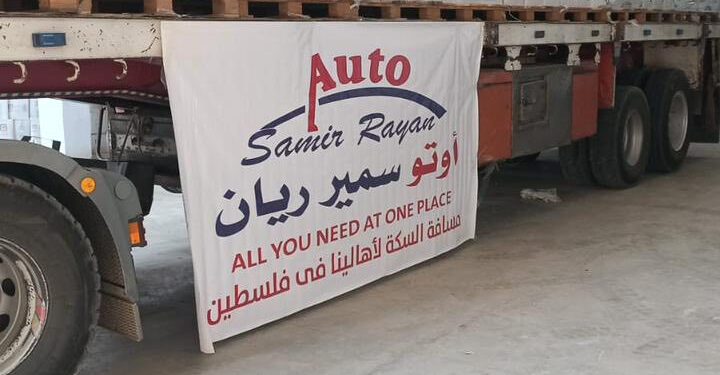 Auto
Samir Rayan
أوتو سمير ريان
ALL YOU NEED AT ONE PLACE
مسافة السكة لأهالينا فى فلسطين